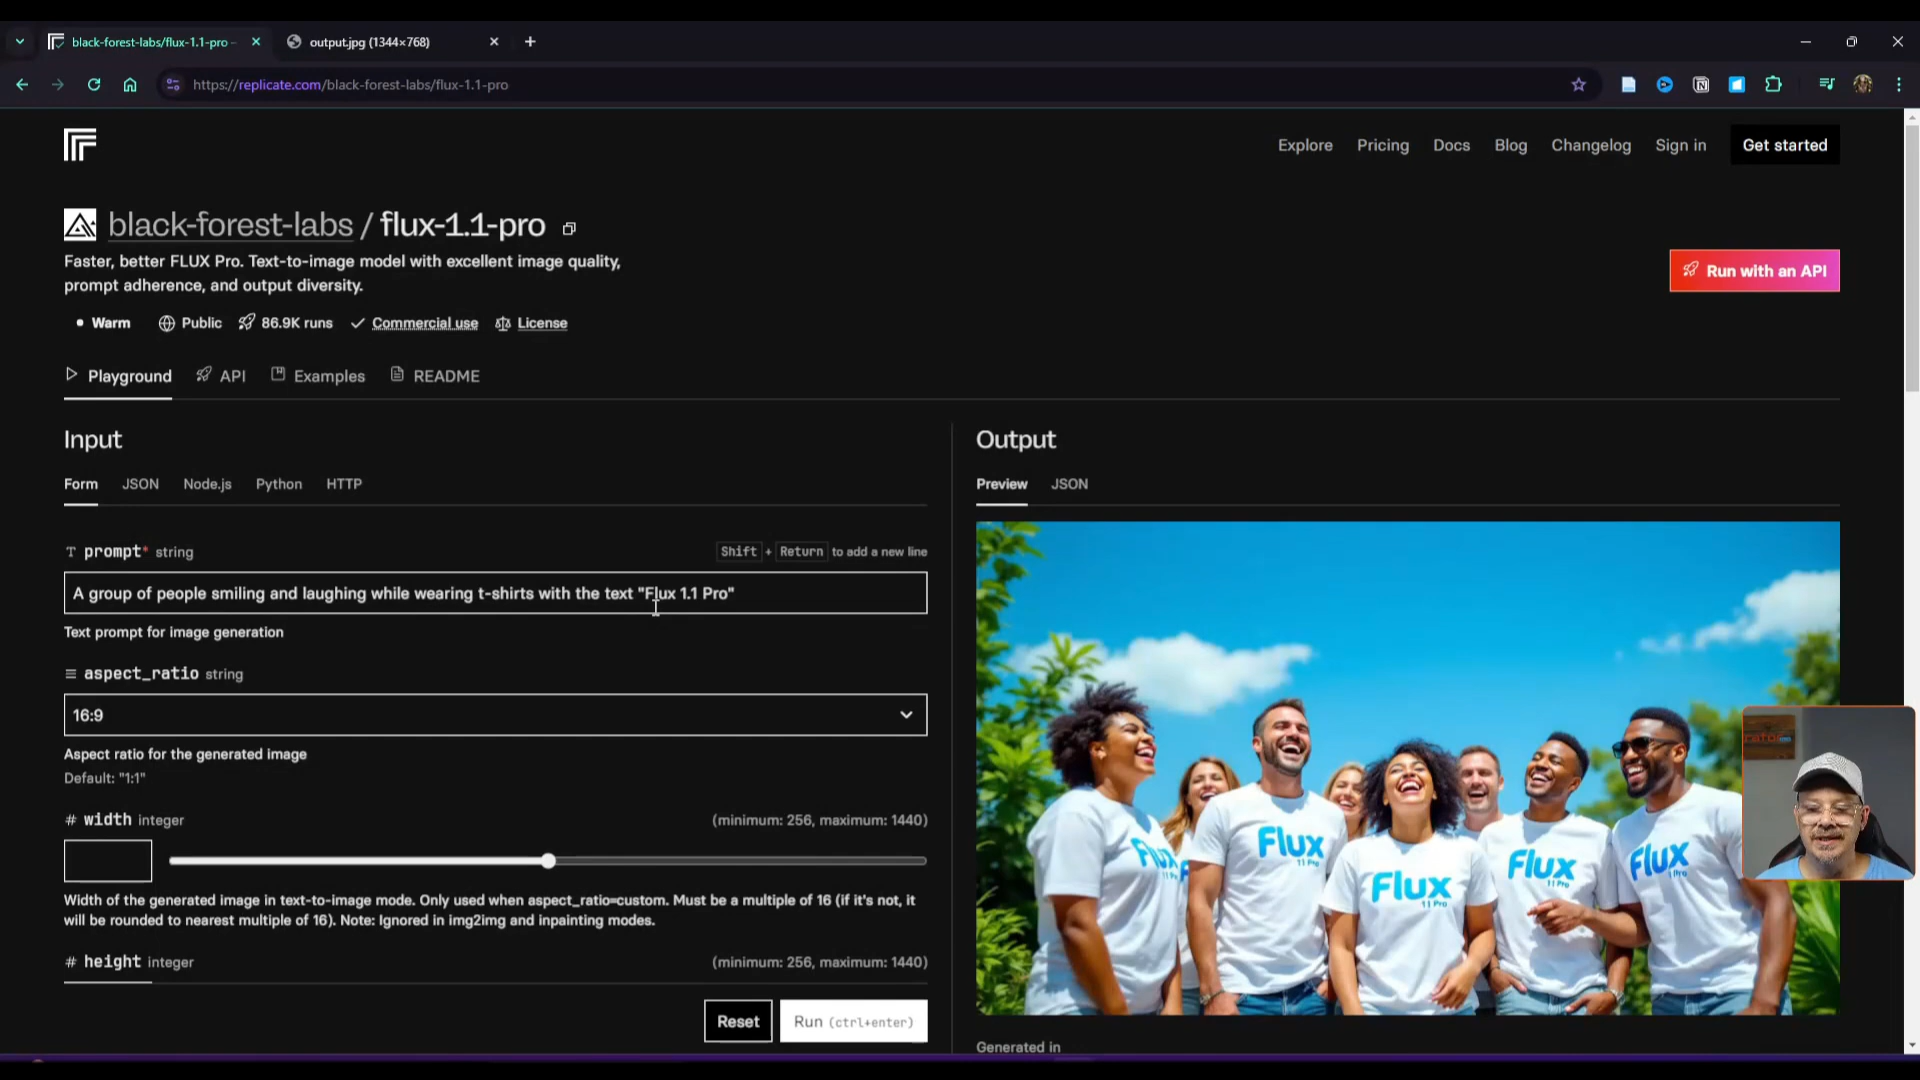 black-forest-labs/flux-1.1-pro -
output.jpg (1344×768)
https://replicate.com/black-forest-labs/flux-1.1-pro
Explore Pricing Docs Blog Changelog Sign in Get started
black-forest-labs / flux-1.1-pro
Faster, better FLUX Pro. Text-to-image model with excellent image quality,
prompt adherence, and output diversity.
Run with an API
Warm Public 86.9K runs Commercial use License
Playground API Examples README
Input
Form JSON Node.js Python HTTP
prompt* string
Shift + Return to add a new line
A group of people smiling and laughing while wearing t-shirts with the text "Flux 1.1 Pro"
Text prompt for image generation
aspect_ratio string
16:9
Aspect ratio for the generated image
Default: "1:1"
# width integer
(minimum: 256, maximum: 1440)
Width of the generated image in text-to-image mode. Only used when aspect_ratio=custom. Must be a multiple of 16 (if it's not, it
will be rounded to nearest multiple of 16). Note: Ignored in img2img and inpainting modes.
# height integer
(minimum: 256, maximum: 1440)
Reset
Run (ctrl+enter)
Output
Preview JSON
Flux
11 Pro
Flux
11 Pro
Flux
11 Pro
Flux
11 Pro
Flux
Generated in